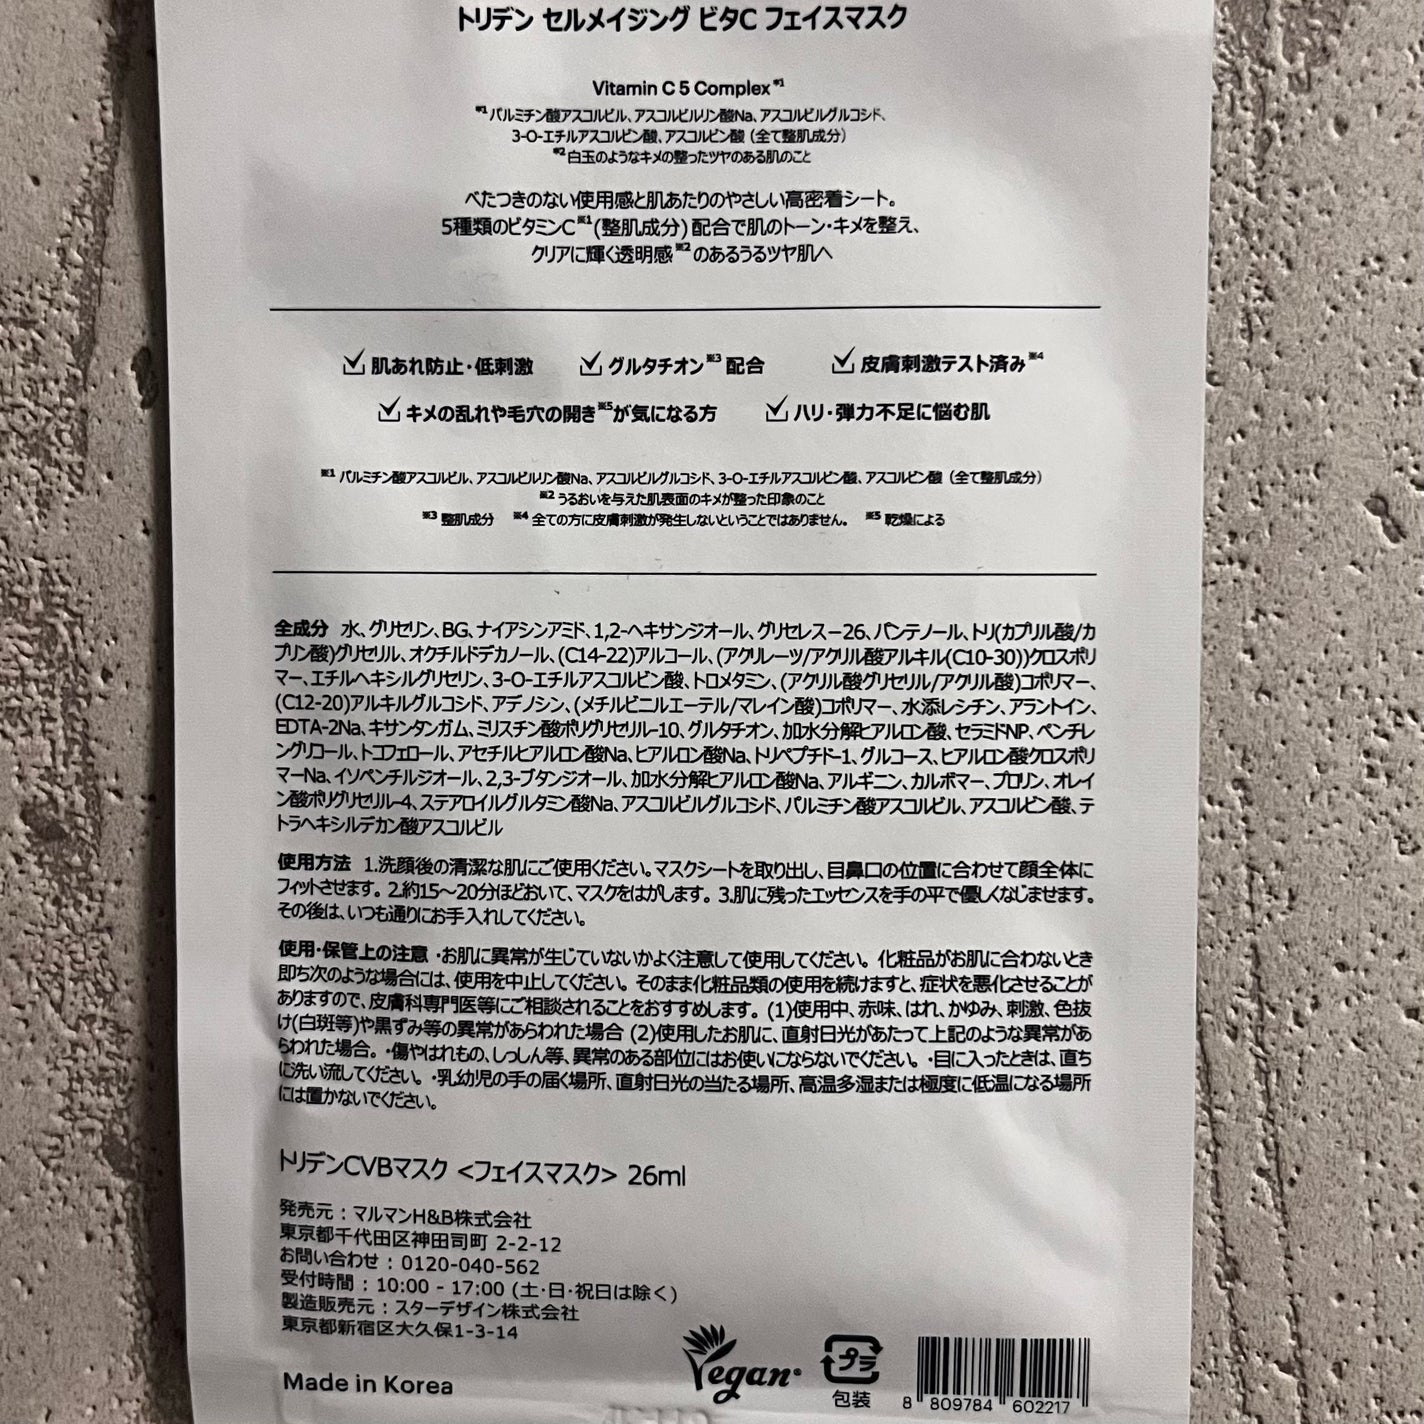 トリデン セルメイジング ビタC フェイスマスク
Vitamin C 5 Complex※1
※1 パルミチン酸アスコルビル、アスコルビルリン酸Na、アスコルビルグルコシド、
3-O-エチルアスコルビン酸、アスコルビン酸（全て整肌成分）
※2 白玉のようなキメの整ったツヤのある肌のこと
べたつきのない使用感と肌あたりのやさしい高密着シート。
5種類のビタミンC※1(整肌成分) 配合で肌のトーン・キメを整え、
クリアに輝く透明感※2 のあるうるツヤ肌へ
肌あれ防止・低刺激 グルタチオン※3 配合 皮膚刺激テスト済み※4
キメの乱れや毛穴の開き※5が気になる方 ハリ・弾力不足に悩む肌
※1 パルミチン酸アスコルビル、アスコルビルリン酸Na、アスコルビルグルコシド、3-O-エチルアスコルビン酸、アスコルビン酸（全て整肌成分）
※2 うるおいを与えた肌表面のキメが整った印象のこと
※3 整肌成分 ※4 全ての方に皮膚刺激が発生しないということではありません。 ※5 乾燥による
全成分 水、グリセリン、BG、ナイアシンアミド、1,2-ヘキサンジオール、グリセレス－26、パンテノール、トリ(カプリル酸/カ
プリン酸)グリセリル、オクチルドデカノール、(C14-22)アルコール、(アクリレーツ/アクリル酸アルキル(C10-30))クロスポリ
マー、エチルヘキシルグリセリン、3-O-エチルアスコルビン酸、トロメタミン、(アクリル酸グリセリル/アクリル酸)コポリマー、
(C12-20)アルキルグルコシド、アデノシン、(メチルビニルエーテル/マレイン酸)コポリマー、水添レシチン、アラントイン、
EDTA-2Na、キサンタンガム、ミリスチン酸ポリグリセリル-10、グルタチオン、加水分解ヒアルロン酸、セラミドNP、ペンチレ
ングリコール、トコフェロール、アセチルヒアルロン酸Na、ヒアルロン酸Na、トリペプチド-1、グルコース、ヒアルロン酸クロスポリ
マーNa、イソペンチルジオール、2,3-ブタンジオール、加水分解ヒアルロン酸Na、アルギニン、カルボマー、プロリン、オレイ
ン酸ポリグリセリル-4、ステアロイルグルタミン酸Na、アスコルビルグルコシド、パルミチン酸アスコルビル、アスコルビン酸、テ
トラヘキシルデカン酸アスコルビル
使用方法 1.洗顔後の清潔な肌にご使用ください。マスクシートを取り出し、目鼻口の位置に合わせて顔全体に
フィットさせます。2.約15～20分ほどおいて、マスクをはがします。3.肌に残ったエッセンスを手の平で優しくなじませます。
その後は、いつも通りにお手入れしてください。
使用・保管上の注意 ・お肌に異常が生じていないかよく注意して使用してください。化粧品がお肌に合わないとき
即ち次のような場合には、使用を中止してください。そのまま化粧品類の使用を続けますと、症状を悪化させることが
ありますので、皮膚科専門医等にご相談されることをおすすめします。(1)使用中、赤味、はれ、かゆみ、刺激、色抜
け(白斑等)や黒ずみ等の異常があらわれた場合 (2)使用したお肌に、直射日光があたって上記のような異常があ
らわれた場合。・傷やはれもの、しっしん等、異常のある部位にはお使いにならないでください。・目に入ったときは、直ち
に洗い流してください。・乳幼児の手の届く場所、直射日光の当たる場所、高温多湿または極度に低温になる場所
には置かないでください。
トリデンCVBマスク <フェイスマスク> 26ml
発売元：マルマンH&B株式会社
東京都千代田区神田司町 2-2-12
お問い合わせ：0120-040-562
受付時間：10:00 - 17:00 (土・日・祝日は除く)
製造販売元：スターデザイン株式会社
東京都新宿区大久保1-3-14
Made in Korea
Vegan
プラ
包装
8 809784 602217